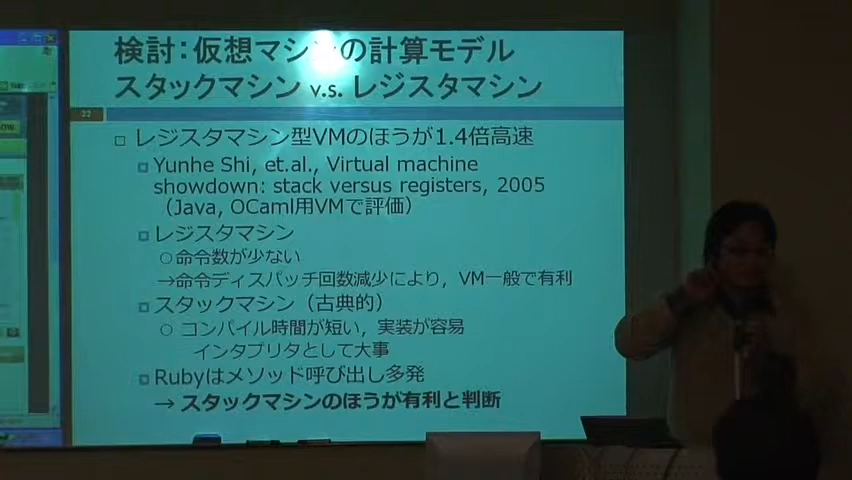 検討：仮想マシンの計算モデル
スタックマシン v.s. レジスタマシン
22
レジスタマシン型VMのほうが1.4倍高速
Yunhe Shi, et.al., Virtual machine
showdown: stack versus registers, 2005
（Java, OCaml用VMで評価）
レジスタマシン
○命令数が少ない
→命令ディスパッチ回数減少により，VM一般で有利
スタックマシン（古典的）
○ コンパイル時間が短い，実装が容易
インタプリタとして大事
Rubyはメソッド呼び出し多発
→ スタックマシンのほうが有利と判断